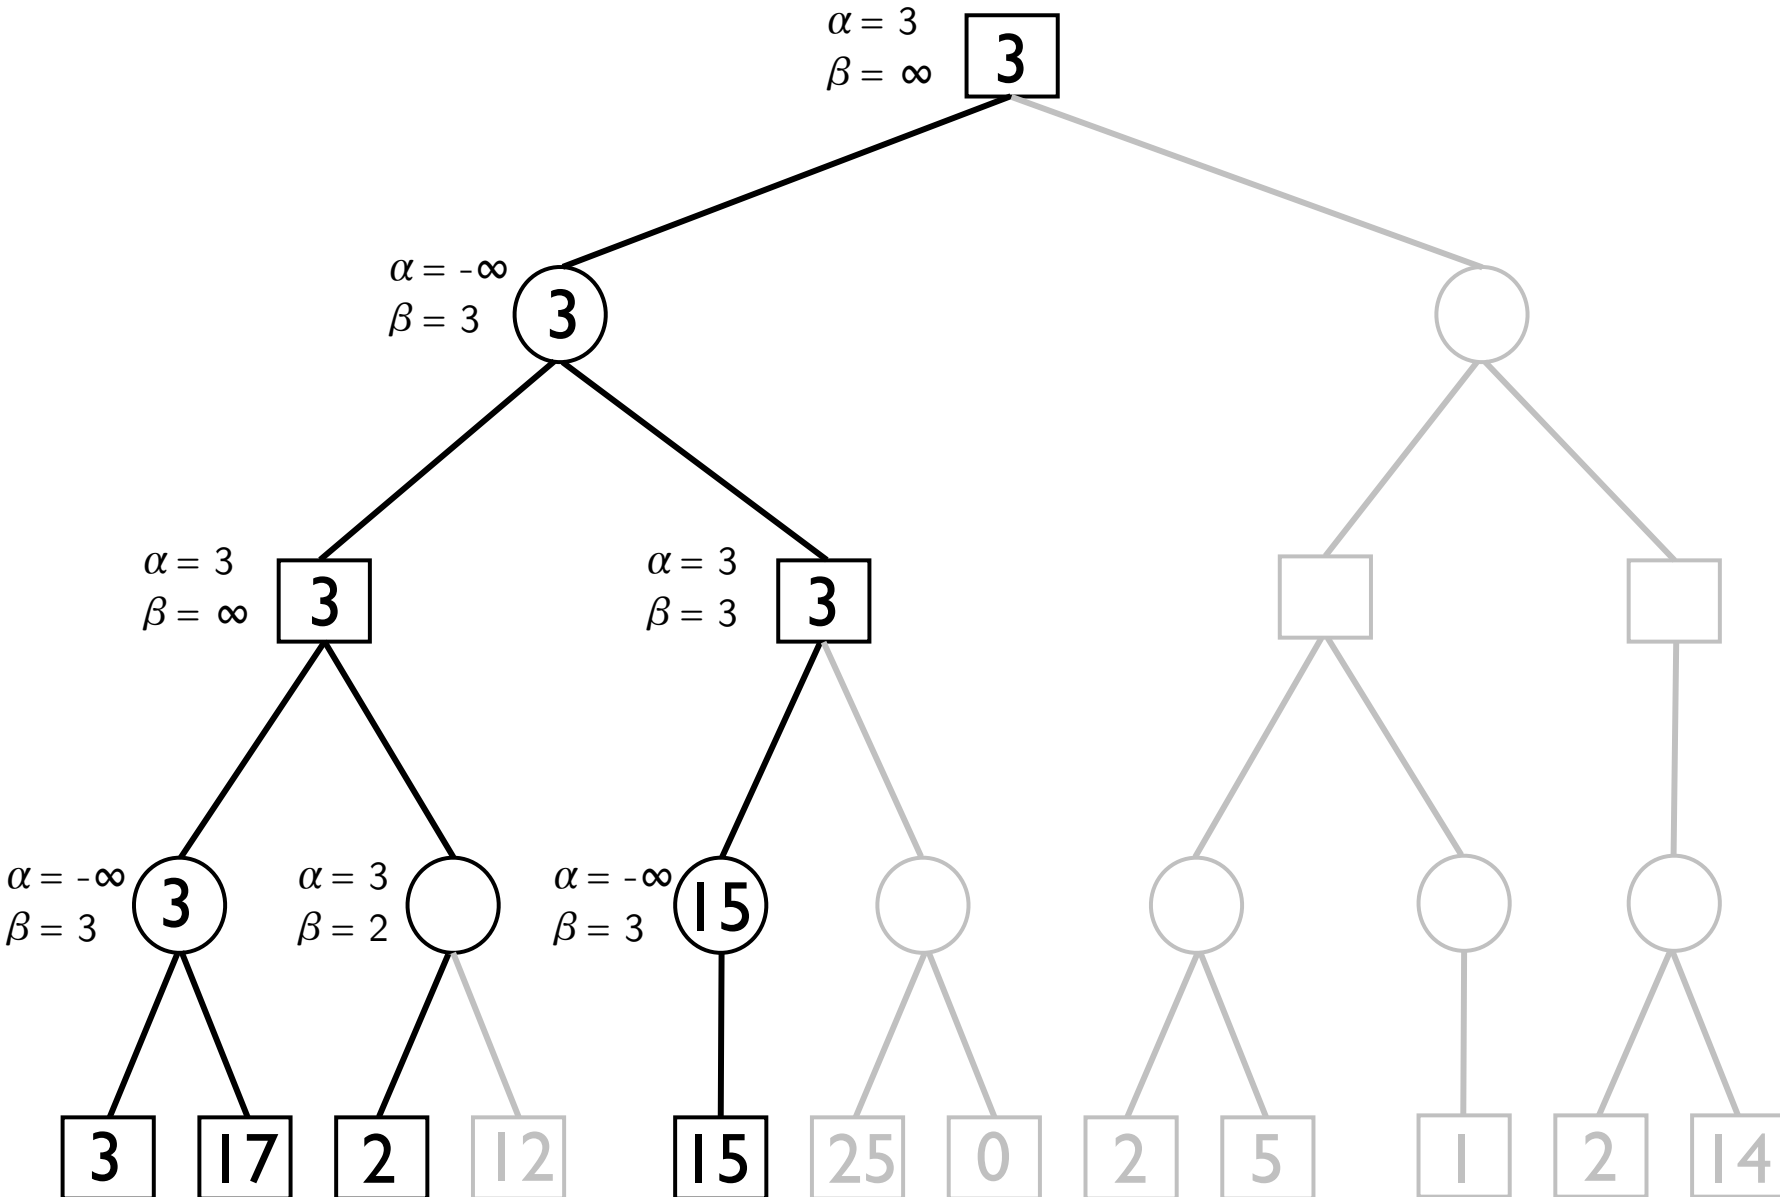 α = 3
β = ∞
3
α = -∞
β = 3
3
α = 3
β = ∞
3
α = 3
β = 3
3
α = -∞
β = 3
3
α = 3
β = 2
α = -∞
β = 3
15
3 17 2 12 15 25 0 2 5 1 2 14